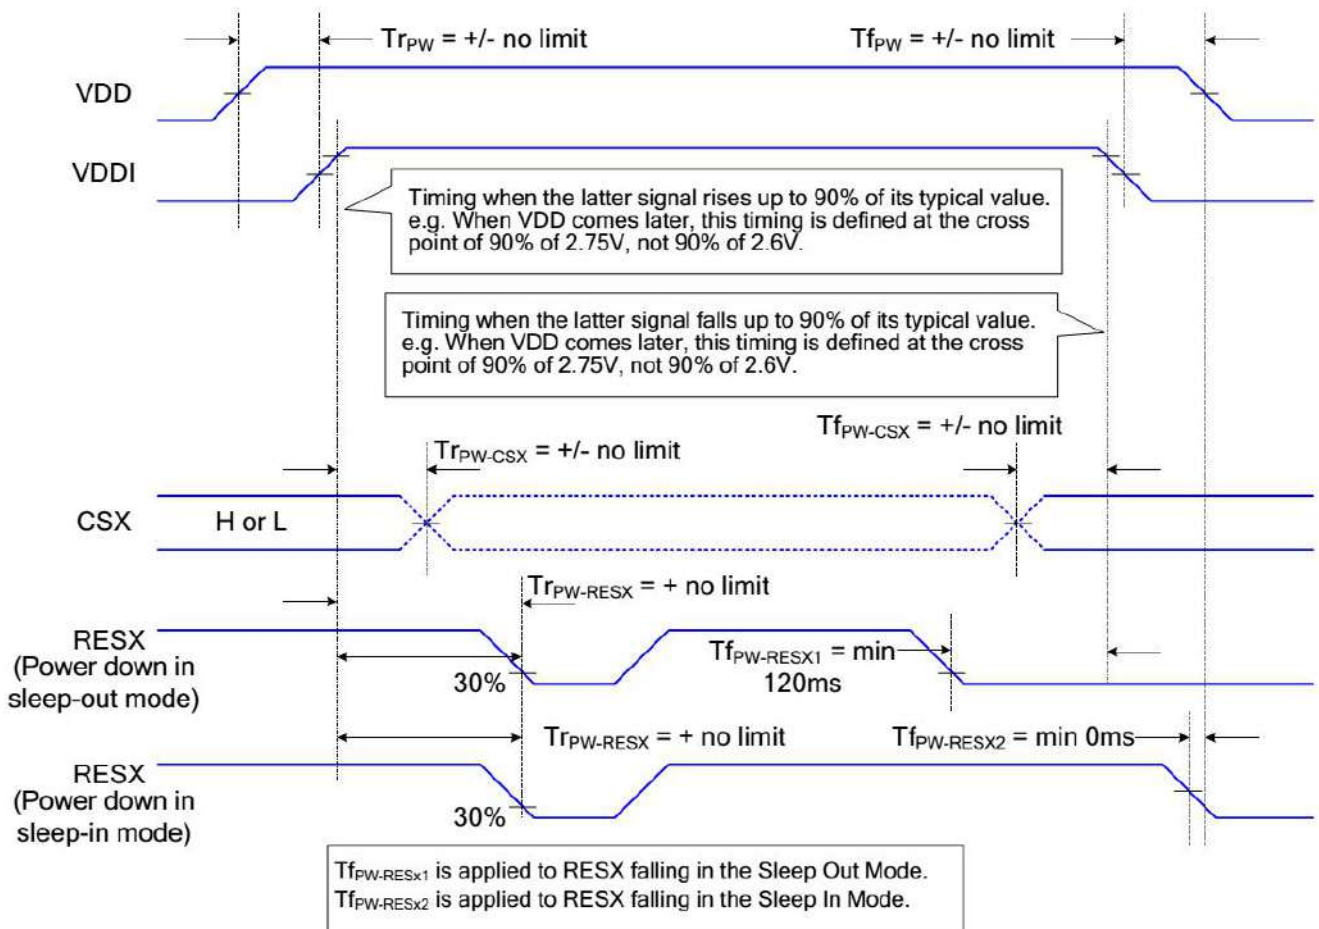 TrPW = +/- no limit
TfPW = +/- no limit
VDD
VDDI
Timing when the latter signal rises up to 90% of its typical value.
e.g. When VDD comes later, this timing is defined at the cross
point of 90% of 2.75V, not 90% of 2.6V.
Timing when the latter signal falls up to 90% of its typical value.
e.g. When VDD comes later, this timing is defined at the cross
point of 90% of 2.75V, not 90% of 2.6V.
TfPW-CSX = +/- no limit
TrPW-CSX = +/- no limit
CSX
H or L
TrPW-RESX = + no limit
RESX
(Power down in
sleep-out mode)
30%
TfPW-RESX1 = min
120ms
TrPW-RESX = + no limit
TfPW-RESX2 = min 0ms
RESX
(Power down in
sleep-in mode)
30%
TfPW-RESx1 is applied to RESX falling in the Sleep Out Mode.
TfPW-RESx2 is applied to RESX falling in the Sleep In Mode.